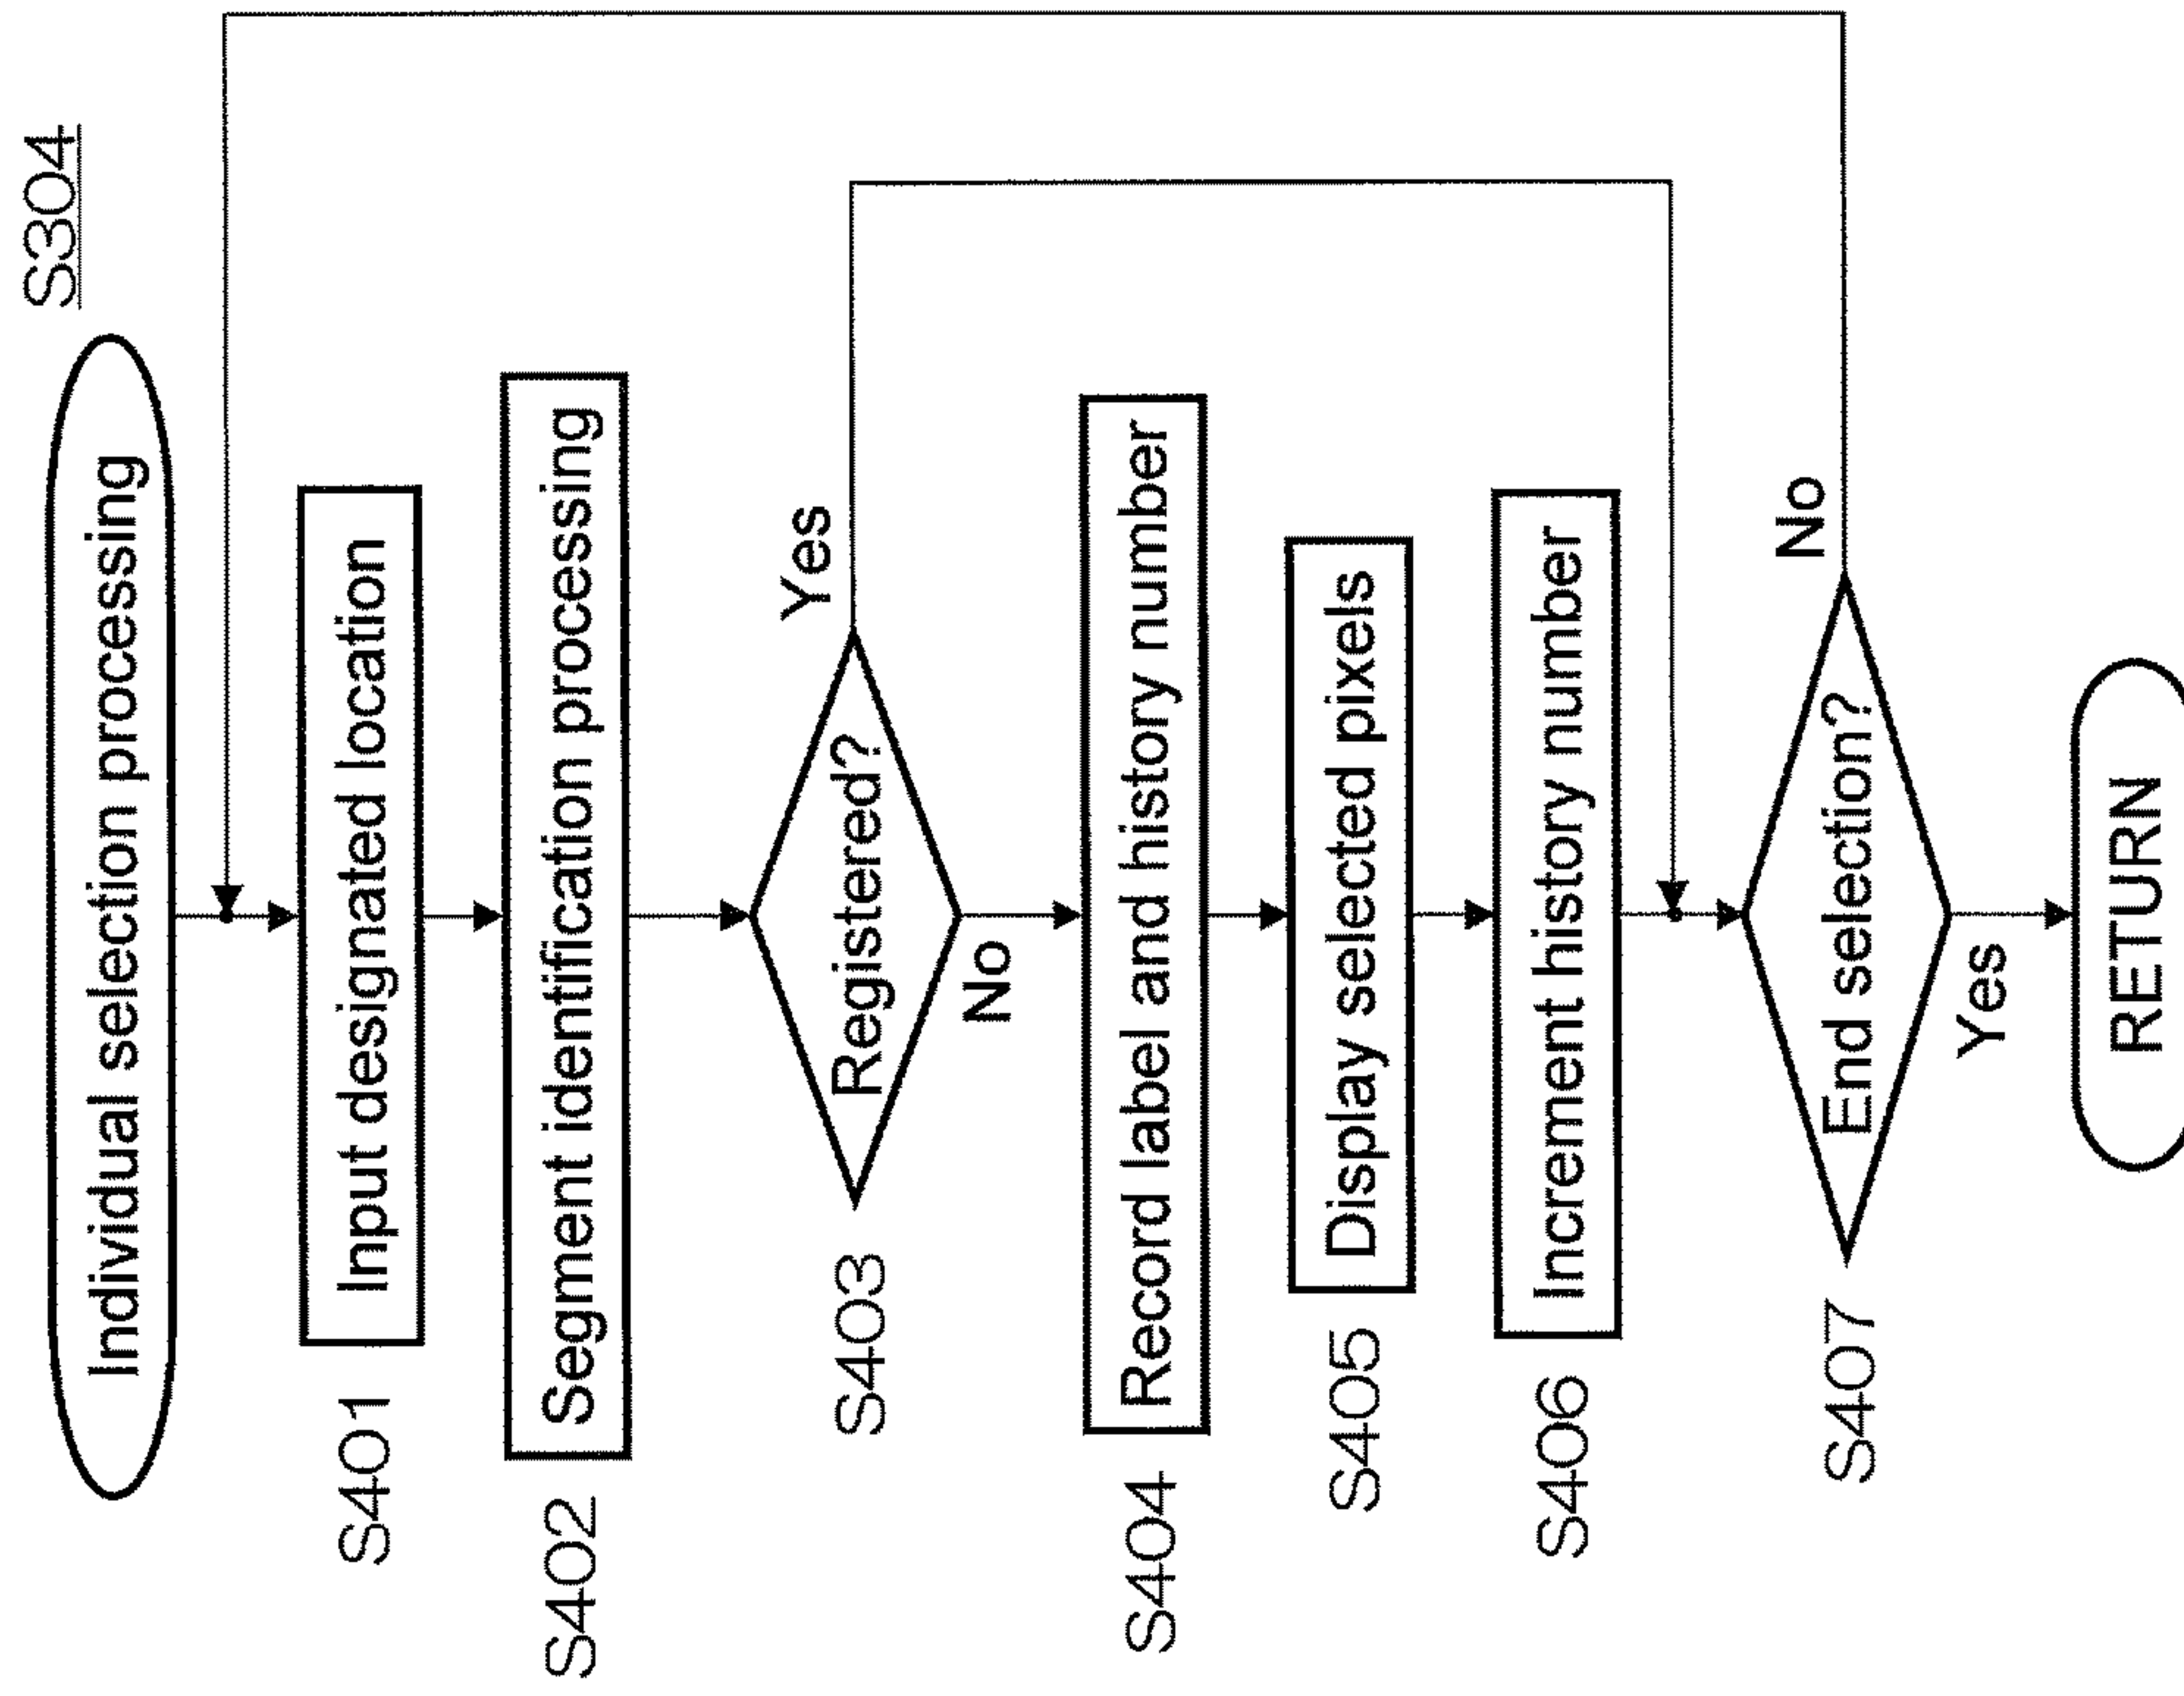 S304
Individual selection processing
S401
Input designated location
S402
Segment identification processing
S403
Registered?
Yes
No
S404
Record label and history number
S405
Display selected pixels
S406
Increment history number
S407
End selection?
No
Yes
RETURN